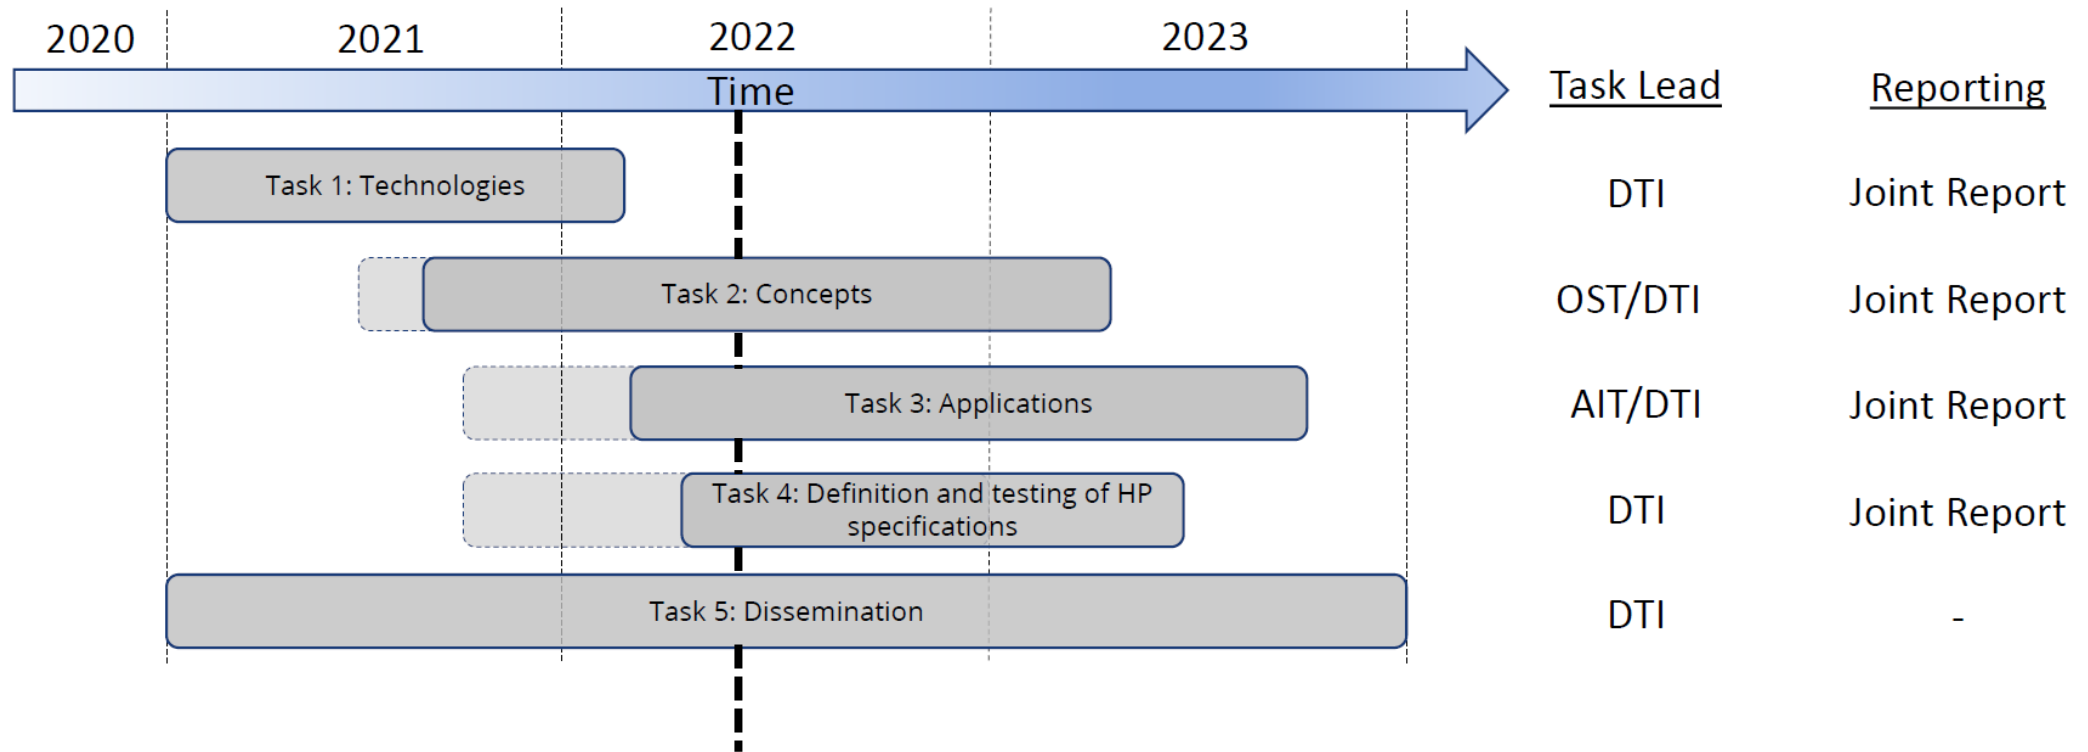 2020
2021
2022
2023
Time
Task Lead
Reporting
Task 1: Technologies
DTI
Joint Report
Task 2: Concepts
OST/DTI
Joint Report
Task 3: Applications
AIT/DTI
Joint Report
Task 4: Definition and testing of HP
specifications
DTI
Joint Report
Task 5: Dissemination
DTI
-